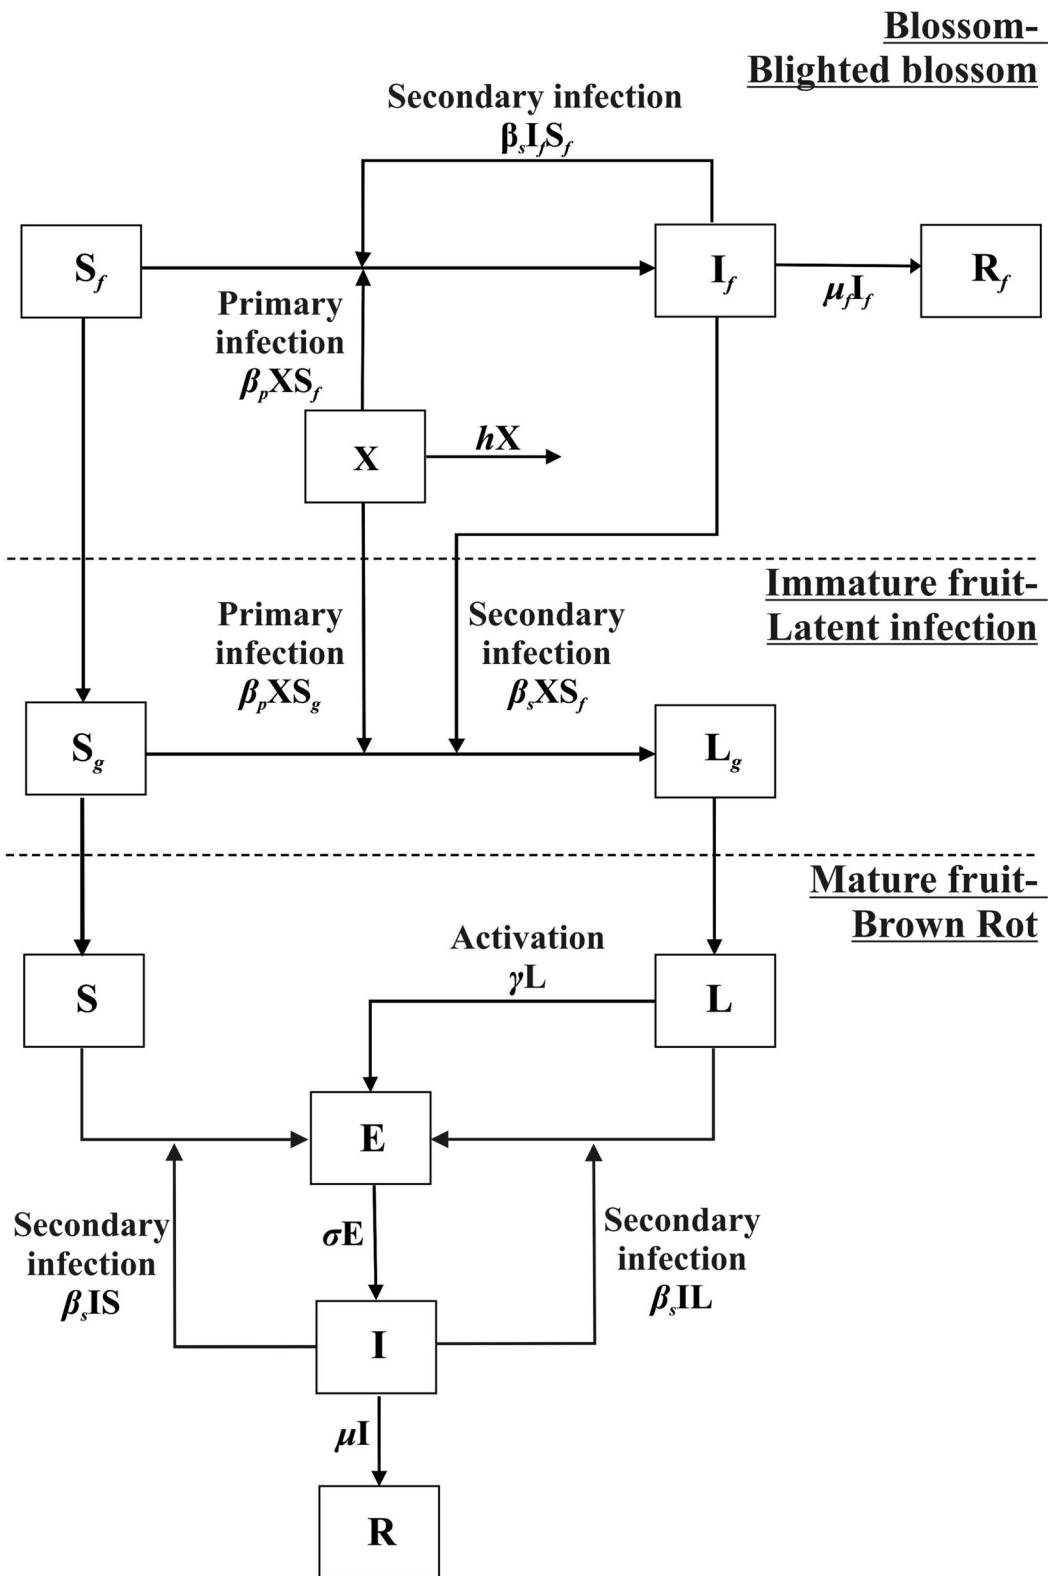 Blossom-
Blighted blossom
Secondary infection
βsIfSf
Sf
If
Rf
μfIf
Primary
infection
βpXSf
X
hX
Immature fruit-
Latent infection
Primary
infection
βpXSg
Secondary
infection
βsXSf
Sg
Lg
Mature fruit-
Brown Rot
Activation
γL
S
L
E
Secondary
infection
βsIS
σE
Secondary
infection
βsIL
I
μI
R